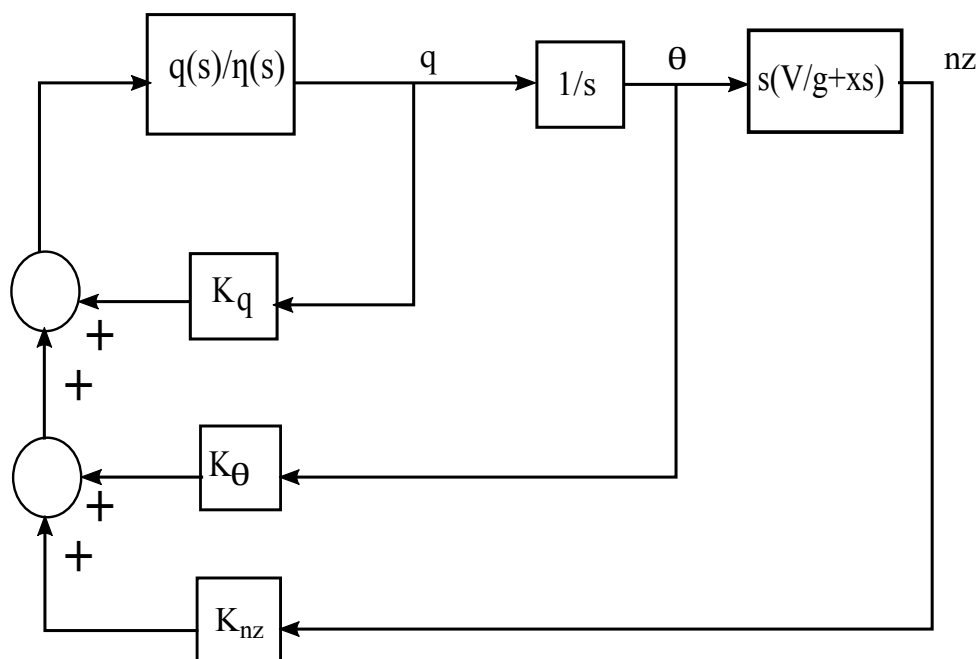 q(s)/η(s)
q
1/s
θ
s(V/g+xs)
nz
Kq
+
+
Kθ
+
+
Knz